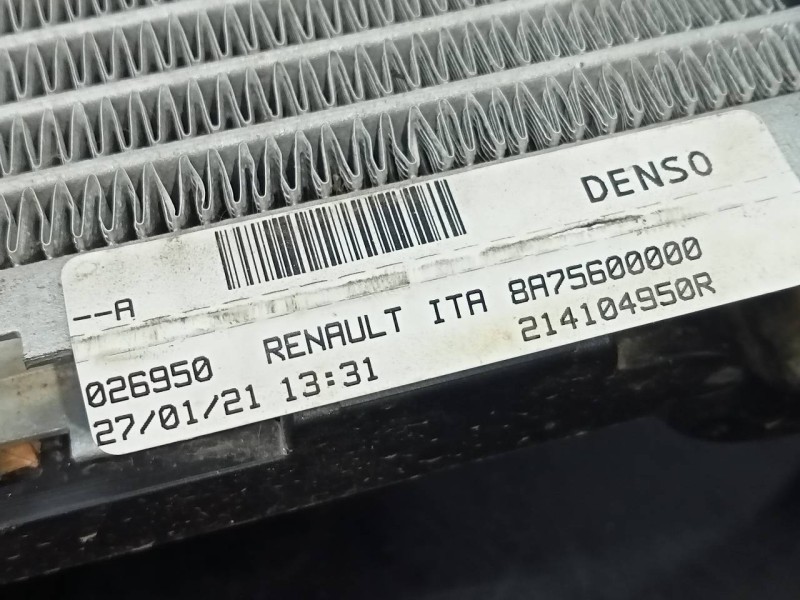 DENSO
--A
RENAULT ITA 8A75600000
026950 214104950R
27/01/21 13:31